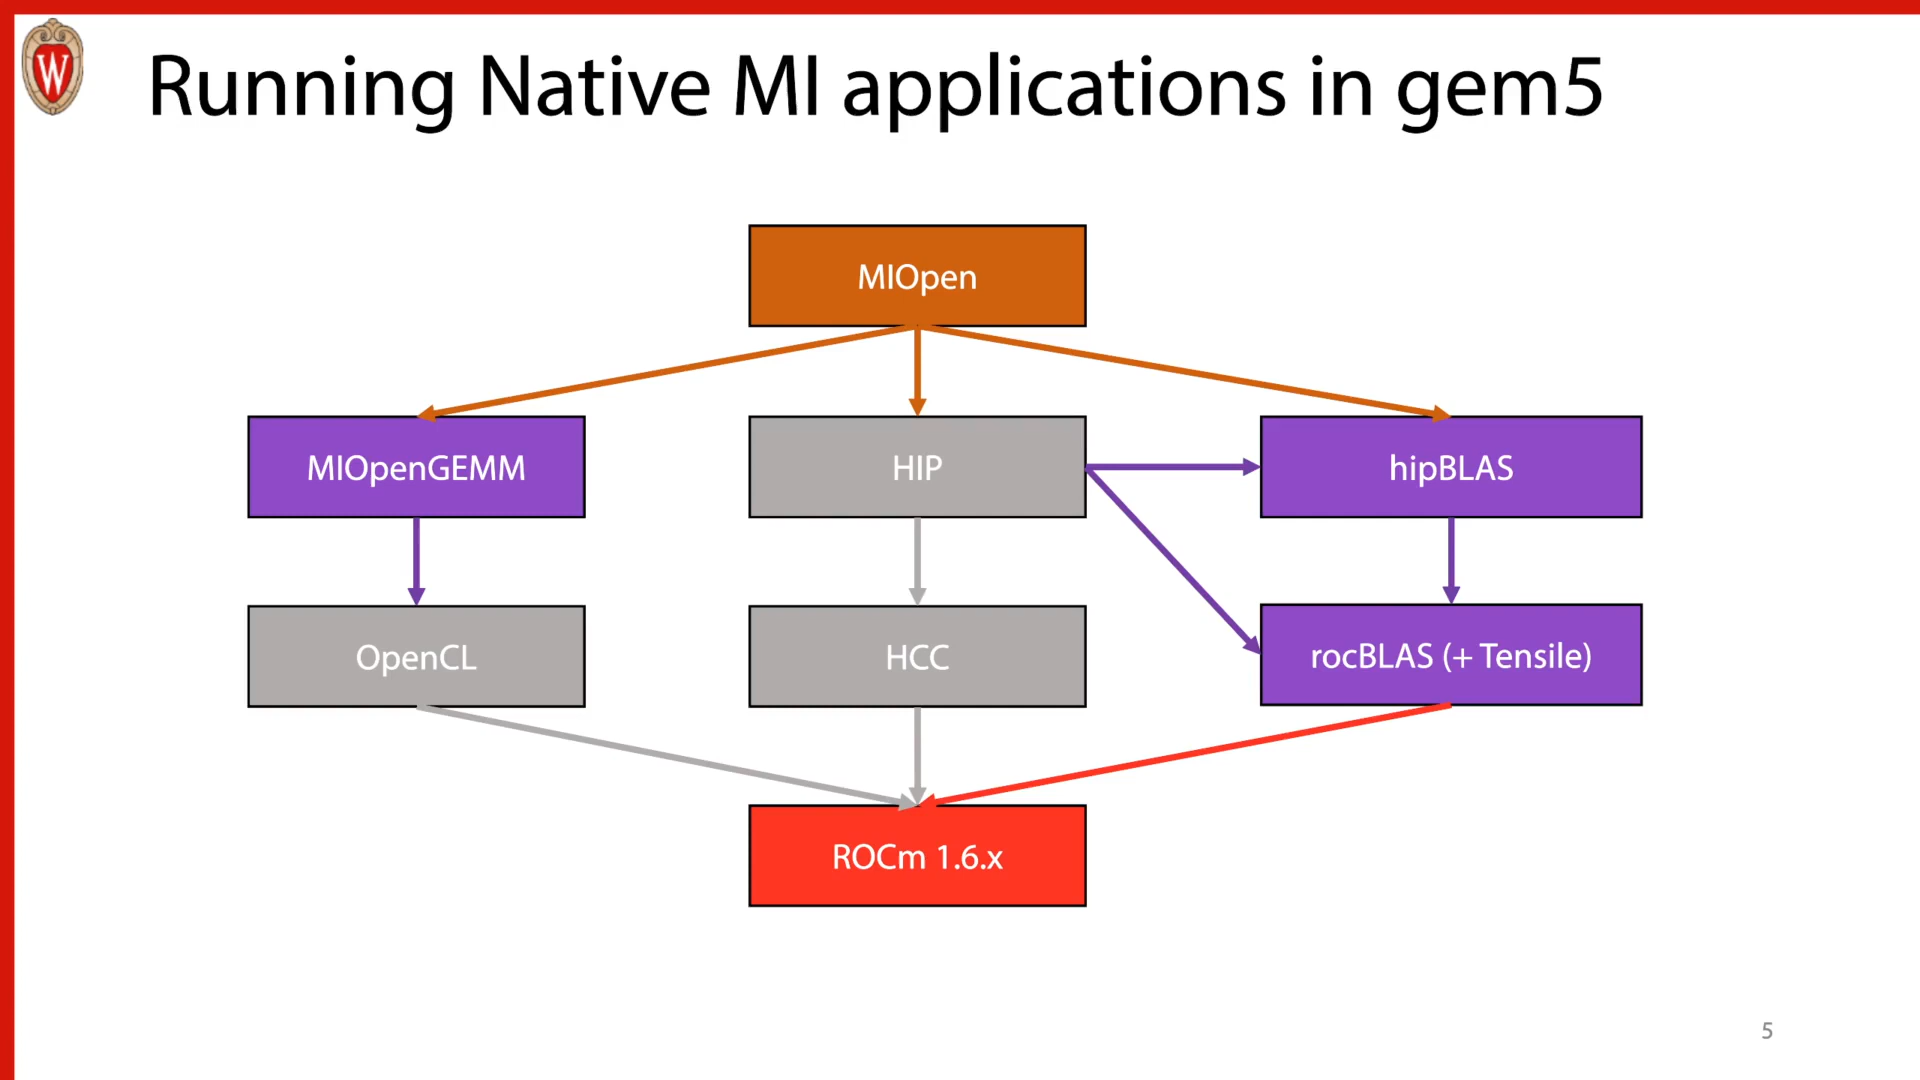 W
Running Native MI applications in gem5
MIOpen
MIOpenGEMM
HIP
hipBLAS
OpenCL
HCC
rocBLAS (+ Tensile)
ROCm 1.6.x
5